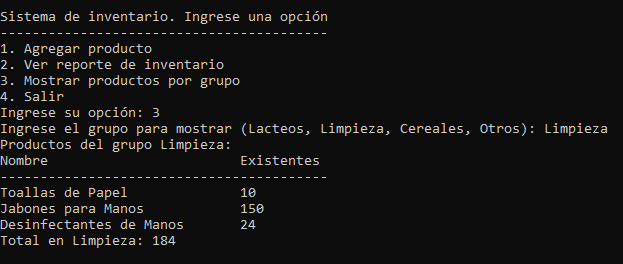 Sistema de inventario. Ingrese una opción
-----------------------------------------
1. Agregar producto
2. Ver reporte de inventario
3. Mostrar productos por grupo
4. Salir
Ingrese su opción: 3
Ingrese el grupo para mostrar (Lacteos, Limpieza, Cereales, Otros): Limpieza
Productos del grupo Limpieza:
Nombre                        Existentes
-----------------------------------------
Toallas de Papel              10
Jabones para Manos            150
Desinfectantes de Manos       24
Total en Limpieza: 184